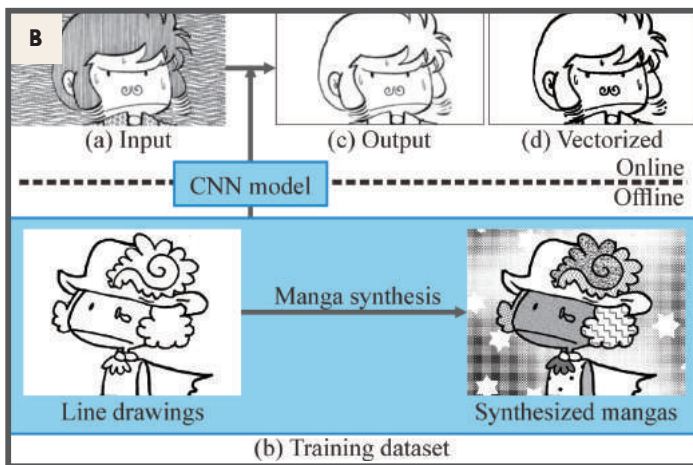 B
(a) Input
(c) Output
(d) Vectorized
Online
CNN model
Offline
Manga synthesis
Line drawings
Synthesized mangas
(b) Training dataset